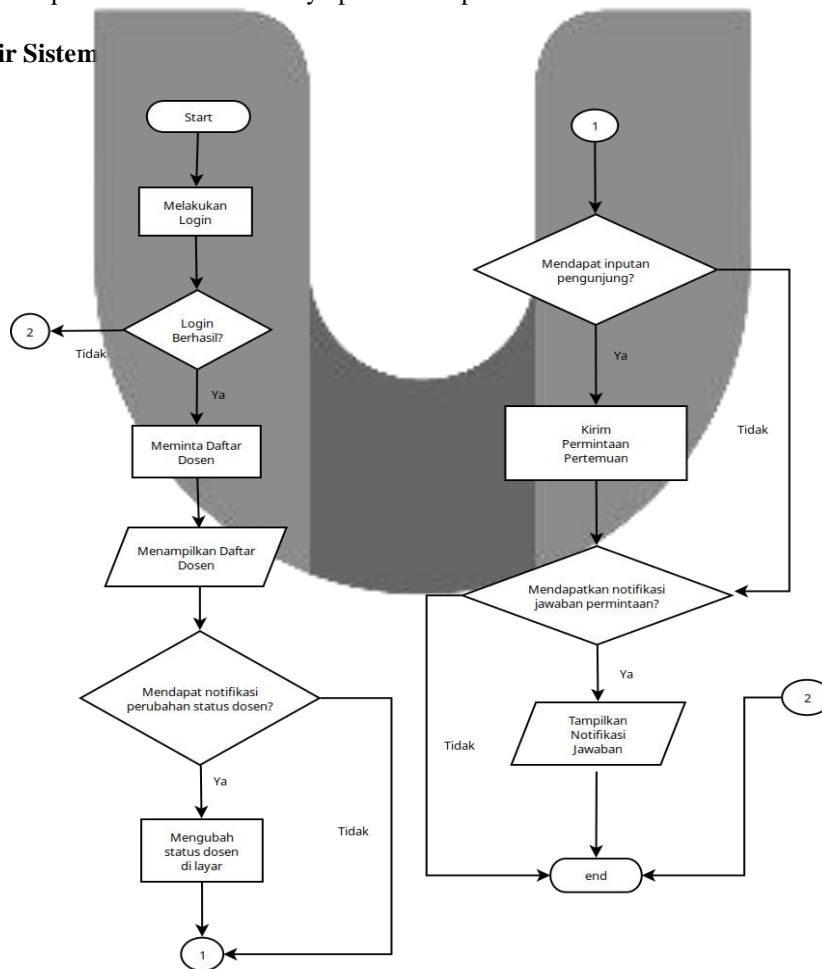 ir Sistem
Start
Melakukan
Login
Login
Berhasil?
2
Tidak
Ya
Meminta Daftar
Dosen
Menampilkan Daftar
Dosen
Mendapat notifikasi
perubahan status dosen?
Ya
Tidak
Mengubah
status dosen
di layar
1
1
Mendapat inputan
pengunjung?
Ya
Tidak
Kirim
Permintaan
Pertemuan
Mendapatkan notifikasi
jawaban permintaan?
Ya
Tidak
Tampilkan
Notifikasi
Jawaban
2
end